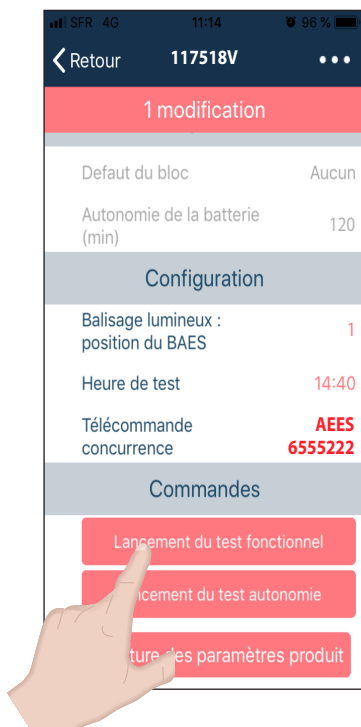 SFR 4G 11:14 96 %
Retour 117518V
1 modification
Defaut du bloc Aucun
Autonomie de la batterie
(min) 120
Configuration
Balisage lumineux :
position du BAES 1
Heure de test 14:40
Télécommande AEES
concurrence 6555222
Commandes
Lancement du test fonctionnel
du test autonomie
des paramètres produit